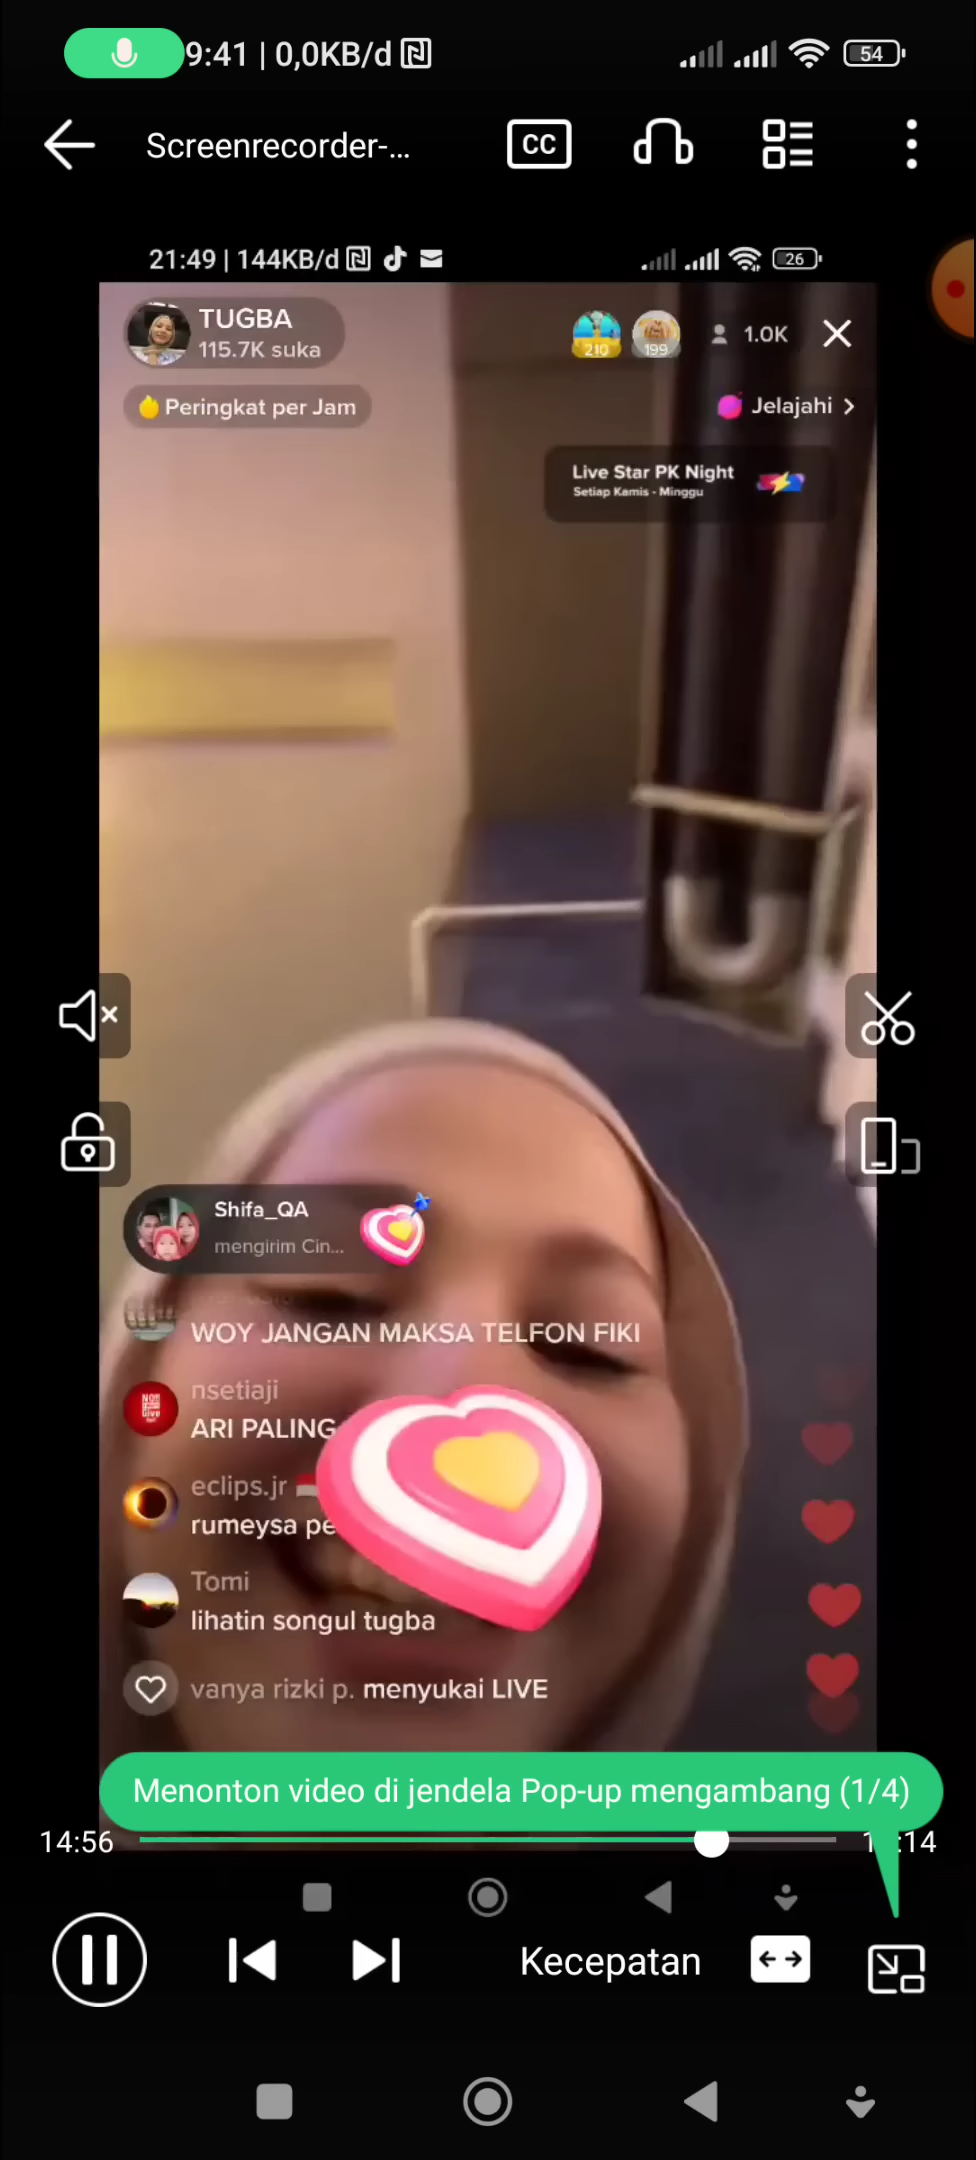 9:41 | 0,0KB/d
54
Screenrecorder-...
CC
21:49 | 144KB/d
26
TUGBA
115.7K suka
210
199
1.0K
Peringkat per Jam
Jelajahi
Live Star PK Night
Setiap Kamis - Minggu
Shifa_QA
mengirim Cin...
WOY JANGAN MAKSA TELFON FIKI
nsetiaji
ARI PALING
eclips.jr
rumeysa pe
Tomi
lihatin songul tugba
vanya rizki p. menyukai LIVE
Menonton video di jendela Pop-up mengambang (1/4)
14:56
:14
Kecepatan